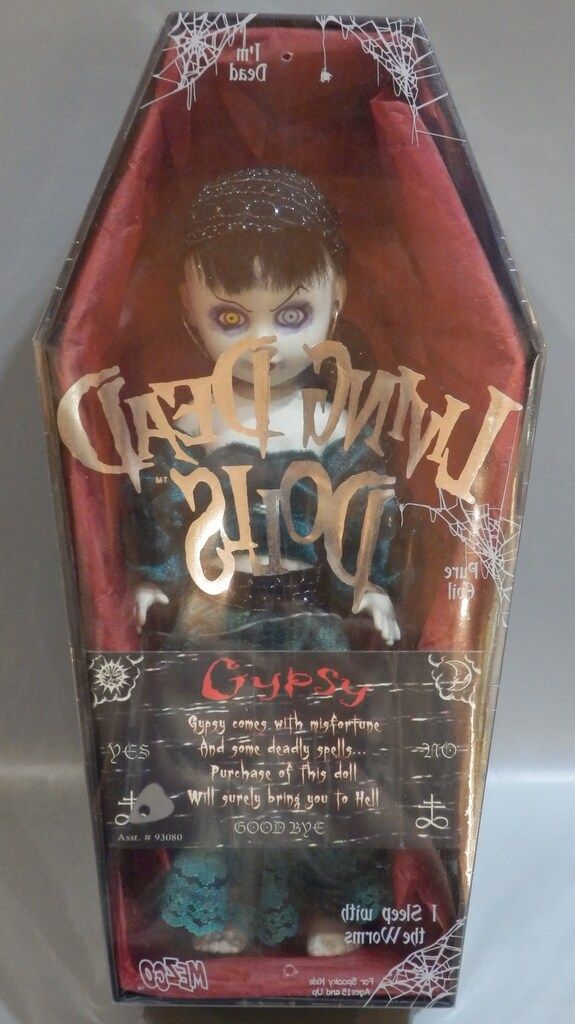 I'm
Dead
LIVING DEAD
DOLLS™
Pure
Evil
Gypsy
Gypsy comes with misfortune
And some deadly spells...
YES
NO
Purchase of this doll
Will surely bring you to Hell
GOOD BYE
Asst. # 93080
I Sleep with
the Worms
MEZCO
For Spooky Kids
Ages 15 and Up